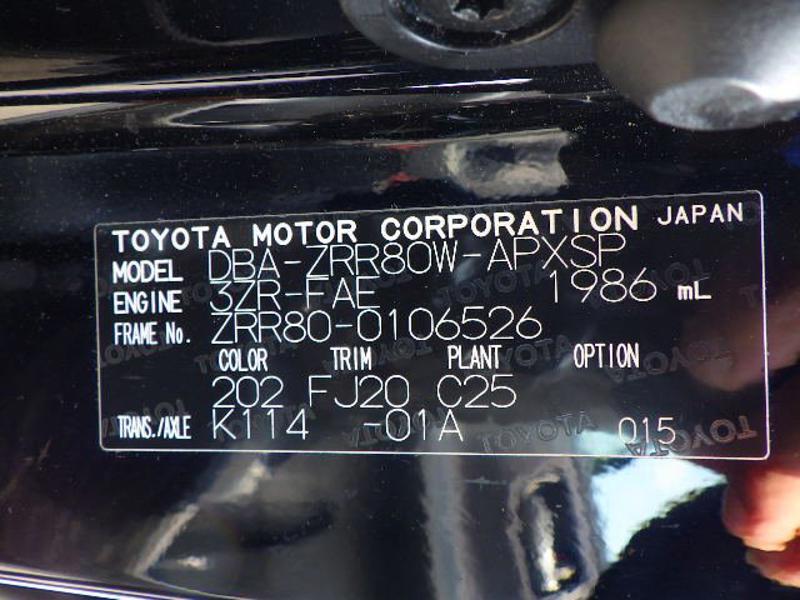 TOYOTA MOTOR CORPORATION JAPAN
MODEL DBA-ZRR80W-APXSP
ENGINE 3ZR-FAE 1986 mL
FRAME No. ZRR80-0106526
COLOR TRIM PLANT OPTION
202 FJ20 C25
TRANS./AXLE K114 -01A 015